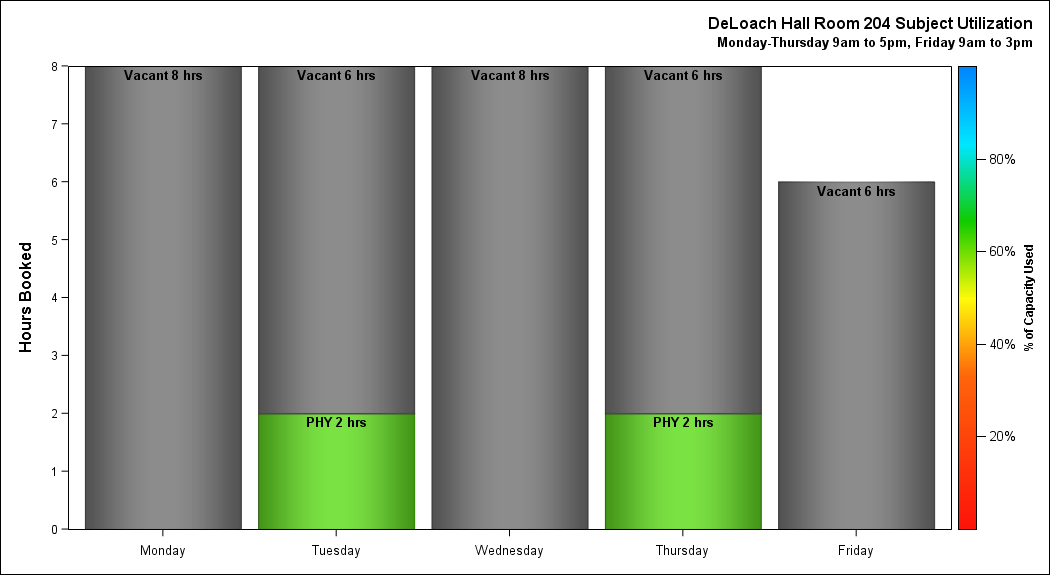 DeLoach Hall Room 204 Subject Utilization
Monday-Thursday 9am to 5pm, Friday 9am to 3pm
Hours Booked
8
7
6
5
4
3
2
1
0
Vacant 8 hrs
Vacant 6 hrs
Vacant 8 hrs
Vacant 6 hrs
Vacant 6 hrs
PHY 2 hrs
PHY 2 hrs
Monday
Tuesday
Wednesday
Thursday
Friday
80%
60%
40%
20%
% of Capacity Used